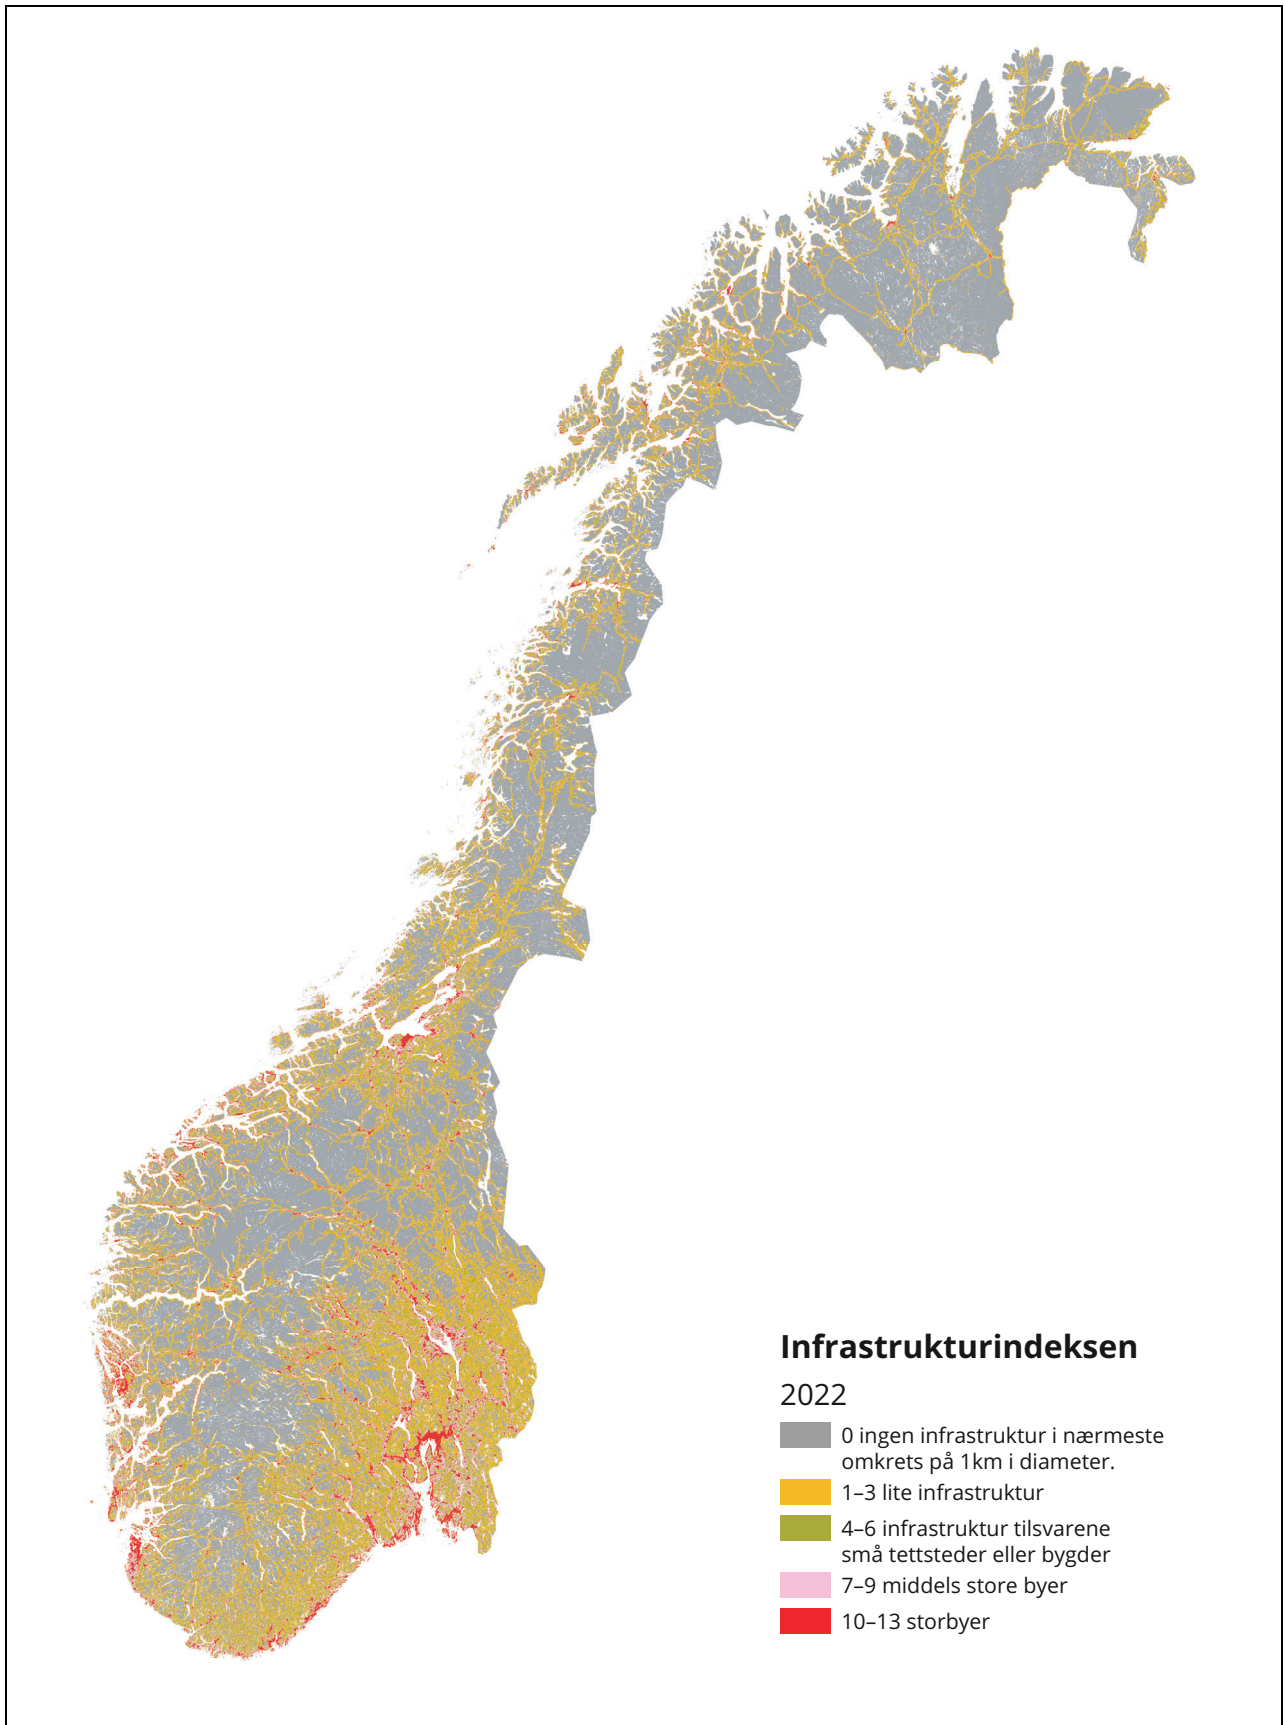 Infrastrukturindeksen
2022
0 ingen infrastruktur i nærmeste
omkrets på 1km i diameter.
1–3 lite infrastruktur
4–6 infrastruktur tilsvarene
små tettsteder eller bygder
7–9 middels store byer
10–13 storbyer